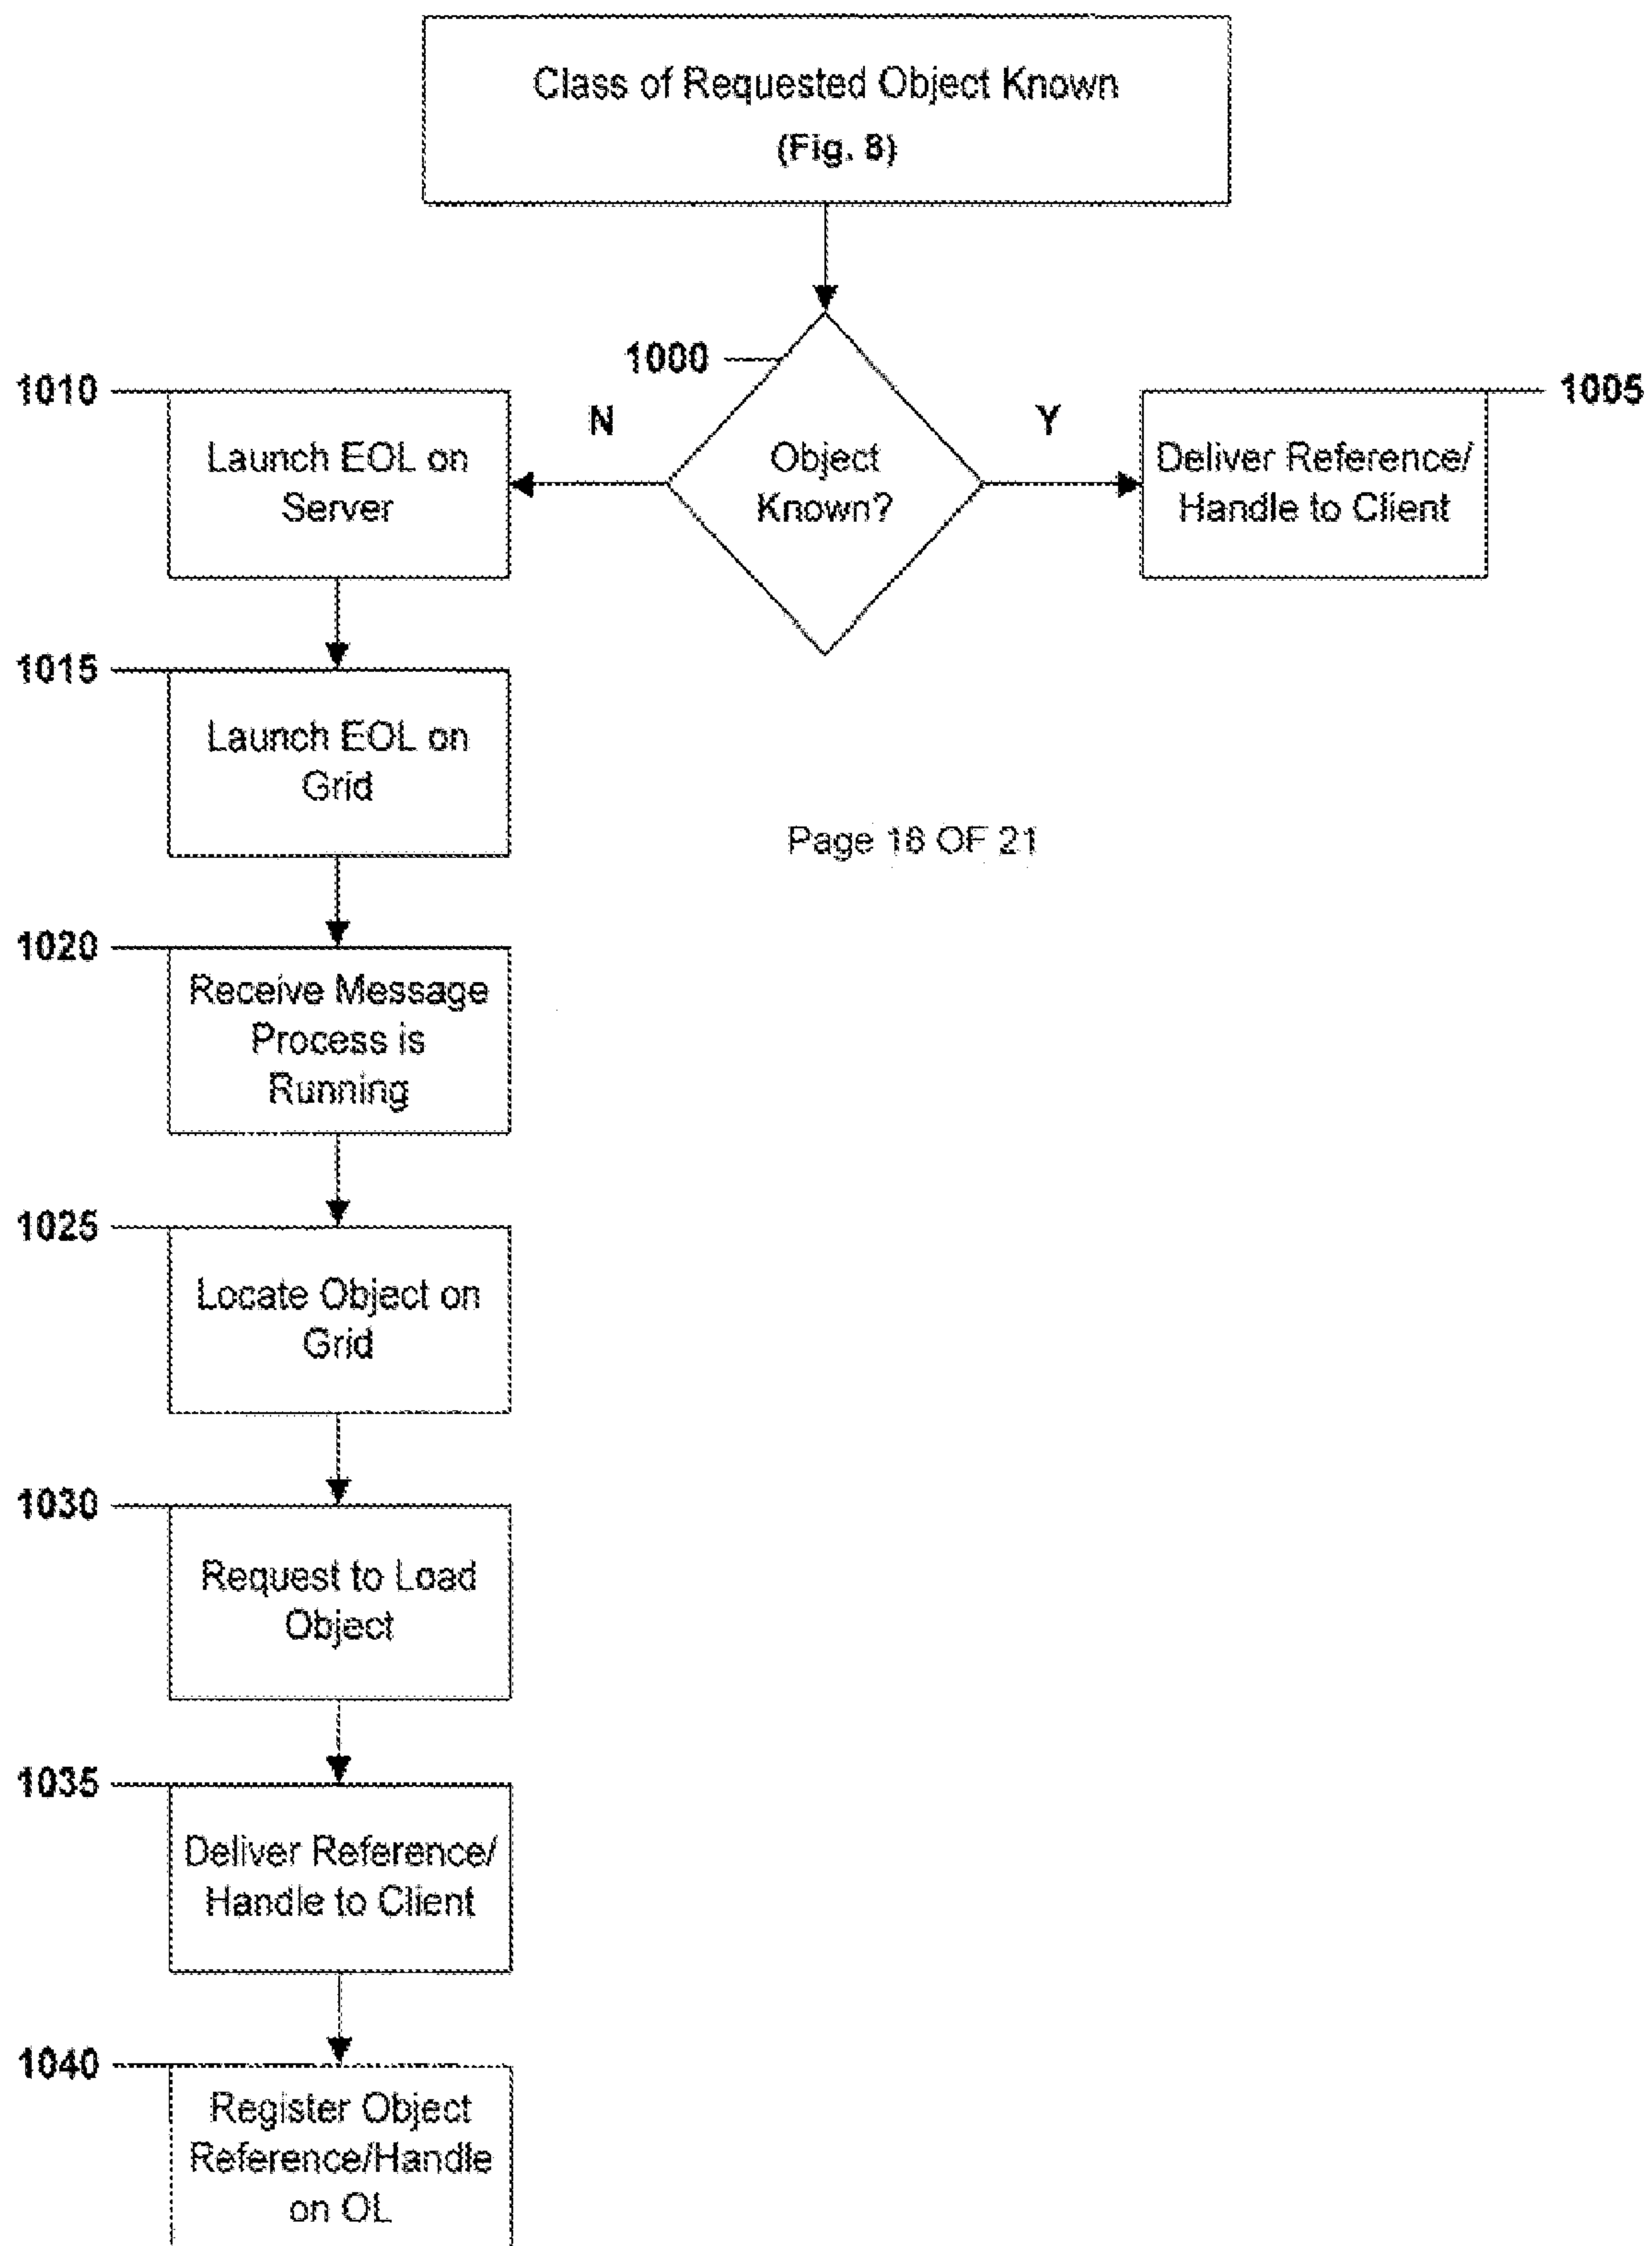 Class of Requested Object Known
(Fig. 8)
1000
1010
1005
N
Y
Launch EOL on
Server
Object
Known?
Deliver Reference/
Handle to Client
1015
Launch EOL on
Grid
Page 18 OF 21
1020
Receive Message
Process is
Running
1025
Locate Object on
Grid
1030
Request to Load
Object
1035
Deliver Reference/
Handle to Client
1040
Register Object
Reference/Handle
on OL